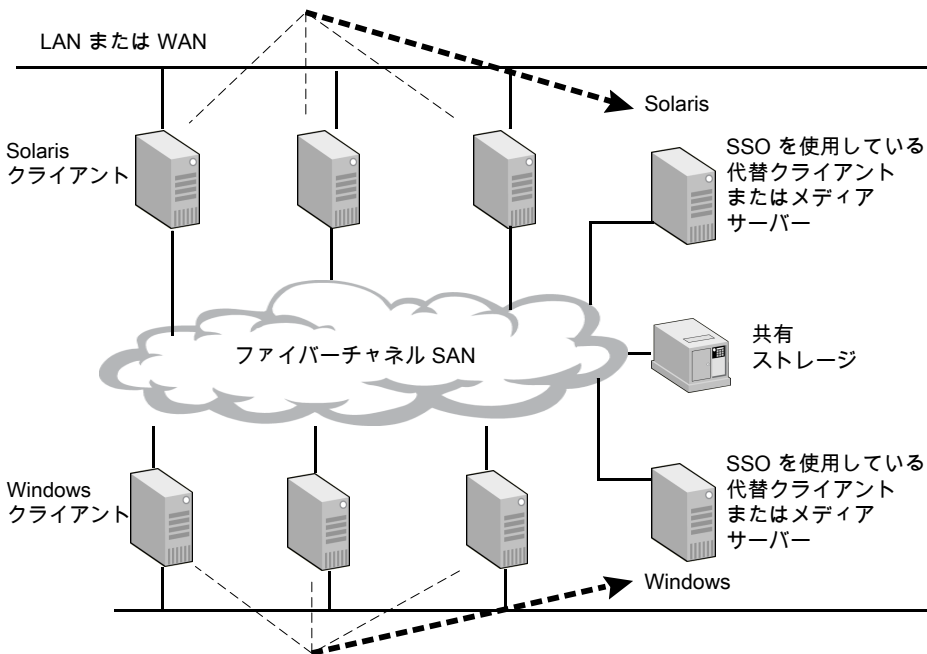 LAN または WAN
Solaris
Solaris
クライアント
SSO を使用している
代替クライアント
またはメディア
サーバー
ファイバーチャネル SAN
共有
ストレージ
Windows
クライアント
SSO を使用している
代替クライアント
またはメディア
サーバー
Windows